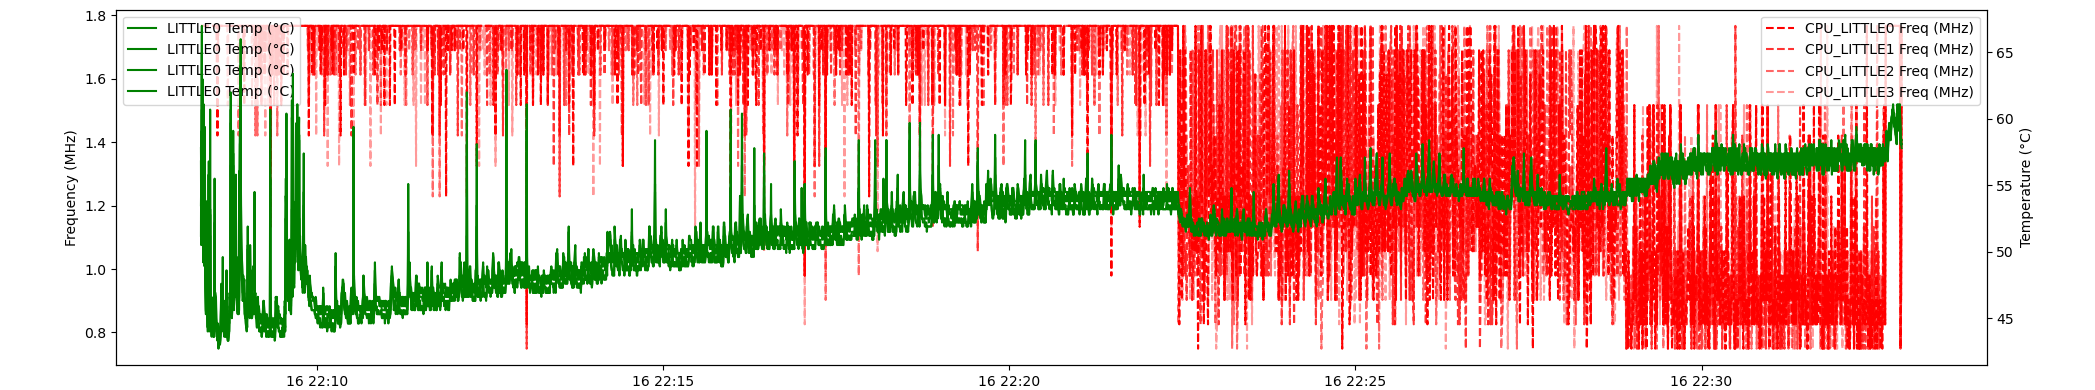 1.8
1.6
1.4
1.2
1.0
0.8
Frequency (MHz)
LITTLE0 Temp (°C)
LITTLE0 Temp (°C)
LITTLE0 Temp (°C)
LITTLE0 Temp (°C)
CPU_LITTLE0 Freq (MHz)
CPU_LITTLE1 Freq (MHz)
CPU_LITTLE2 Freq (MHz)
CPU_LITTLE3 Freq (MHz)
65
60
55
50
45
Temperature (°C)
16 22:10
16 22:15
16 22:20
16 22:25
16 22:30